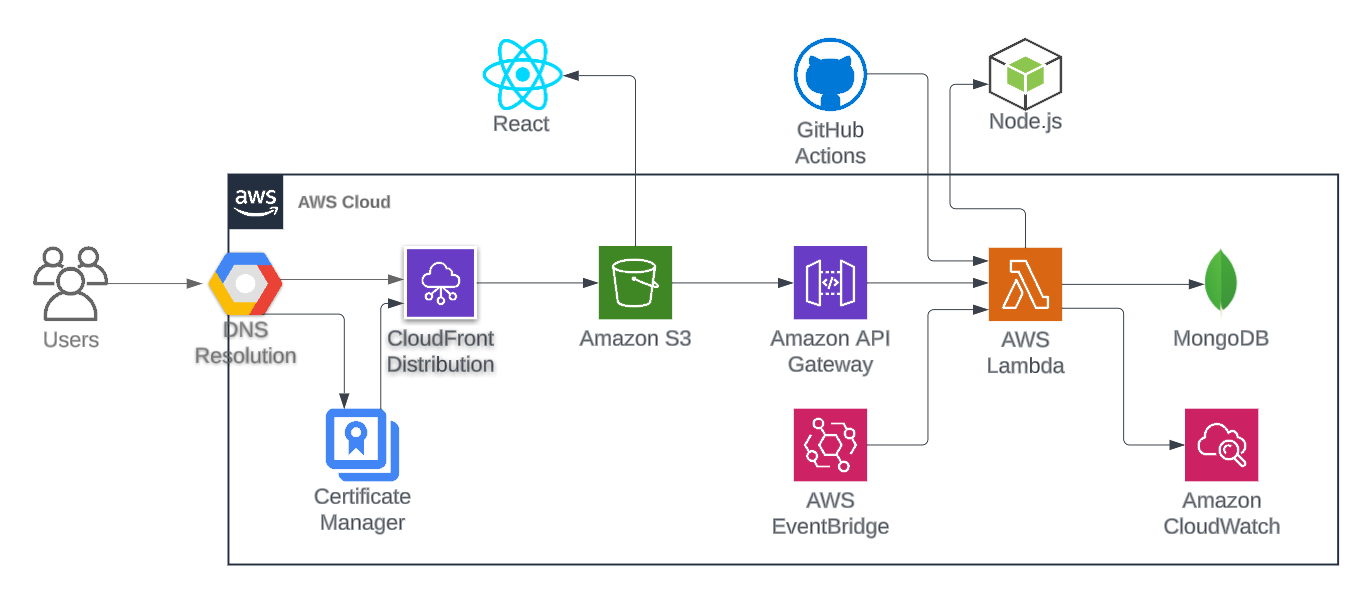 React
GitHub
Actions
Node.js
aws
AWS Cloud
Users
DNS
Resolution
CloudFront
Distribution
Amazon S3
</>
Amazon API
Gateway
AWS
Lambda
MongoDB
Certificate
Manager
AWS
EventBridge
Amazon
CloudWatch